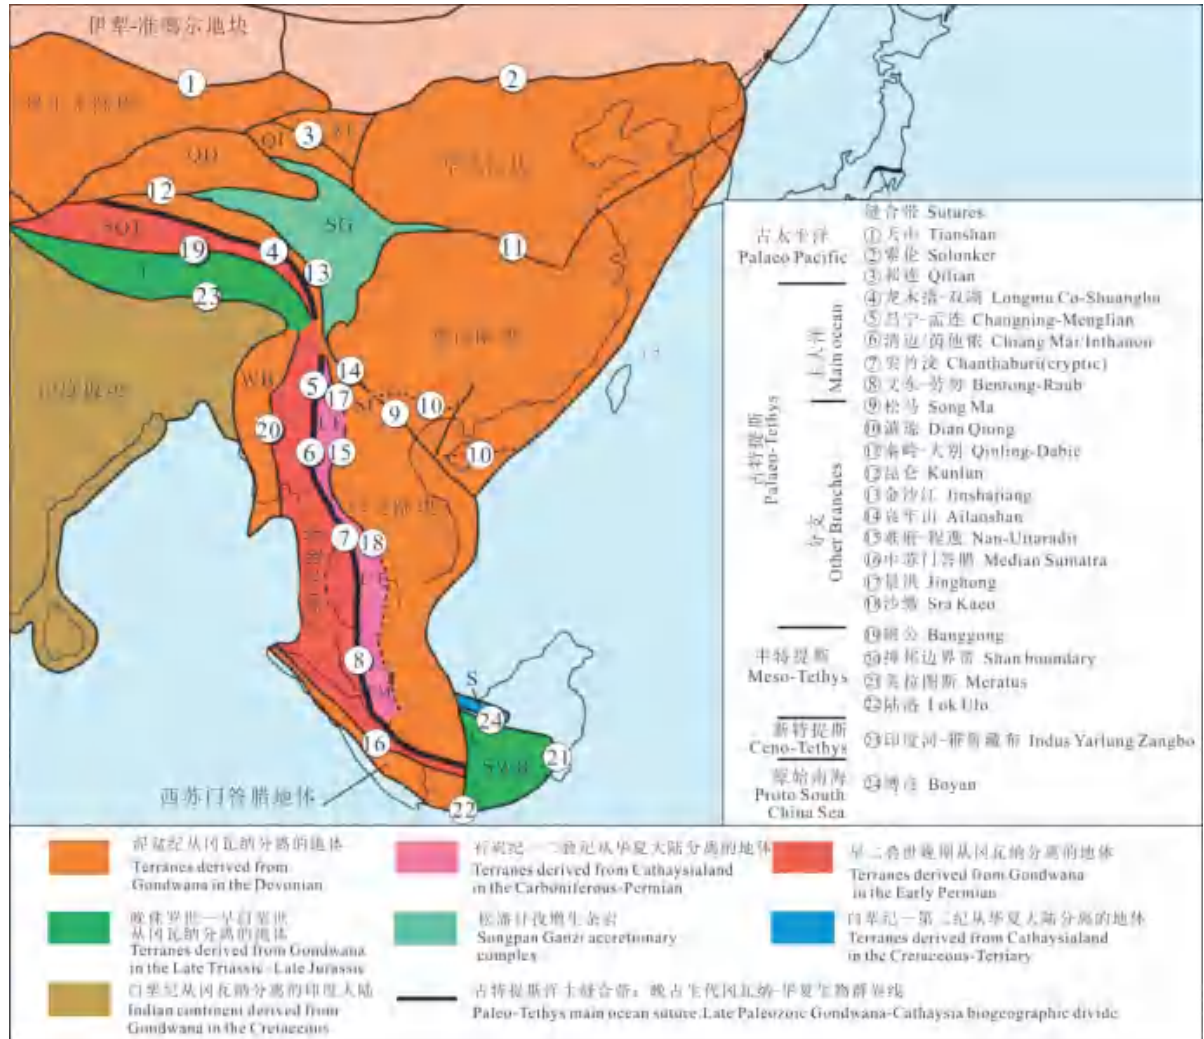 伊犁-准噶尔地块
①
②
③
QD
QI
⑫
SG
④
⑲
⑬
⑪
㉓
WB
⑭
⑤
⑰
⑨
⑩
⑳
⑥
⑮
⑩
⑦
⑱
⑧
S
㉔
⑯
SWB
㉑
㉒
西苏门答腊地体
缝合带 Sutures
古太平洋
Palaeo Pacific
①天山 Tianshan
②索伦 Solonker
③祁连 Qilian
古特提斯
Palaeo-Tethys
主大洋
Main ocean
④龙木错-双湖 Longmu Co-Shuanghu
⑤昌宁-孟连 Changning-Menglian
⑥清迈/茵他侬 Chiang Mai/Inthanon
⑦ Chanthaburi(cryptic)
⑧文冬-劳勿 Bentong-Raub
分支
Other Branches
⑨松马 Song Ma
⑩滇琼 Dian Qiong
⑪秦岭-大别 Qinling-Dabie
⑫昆仑 Kunlun
⑬金沙江 Jinshajiang
⑭哀牢山 Ailanshan
⑮难府-程逸 Nan-Uttaradit
⑯中苏门答腊 Median Sumatra
⑰景洪 Jinghong
⑱沙缴 Sra Kaeo
中特提斯
Meso-Tethys
⑲班公 Banggong
⑳掸邦边界带 Shan boundary
㉑美拉图斯 Meratus
㉒陆洛 Lok Ulo
新特提斯
Ceno-Tethys
㉓印度河-雅鲁藏布 Indus Yarlung Zangbo
原始南海
Proto South
China Sea
㉔博彦 Boyan
泥盆纪从冈瓦纳分离的地体
Terranes derived from
Gondwana in the Devonian
石炭纪—二叠纪从华夏大陆分离的地体
Terranes derived from Cathaysialand
in the Carboniferous-Permian
早二叠世晚期从冈瓦纳分离的地体
Terranes derived from Gondwana
in the Early Permian
晚侏罗世—早白垩世
从冈瓦纳分离的地体
Terranes derived from Gondwana
in the Late Triassic -Late Jurassic
松潘甘孜增生杂岩
Songpan Ganzi accretionary
complex
白垩纪—第二纪从华夏大陆分离的地体
Terranes derived from Cathaysialand
in the Cretaceous-Tertiary
白垩纪从冈瓦纳分离的印度大陆
Indian continent derived from
Gondwana in the Cretaceous
古特提斯洋主缝合带；晚古生代冈瓦纳-华夏生物群界线
Paleo-Tethys main ocean suture.Late Paleozoic Gondwana-Cathaysia biogeographic divide